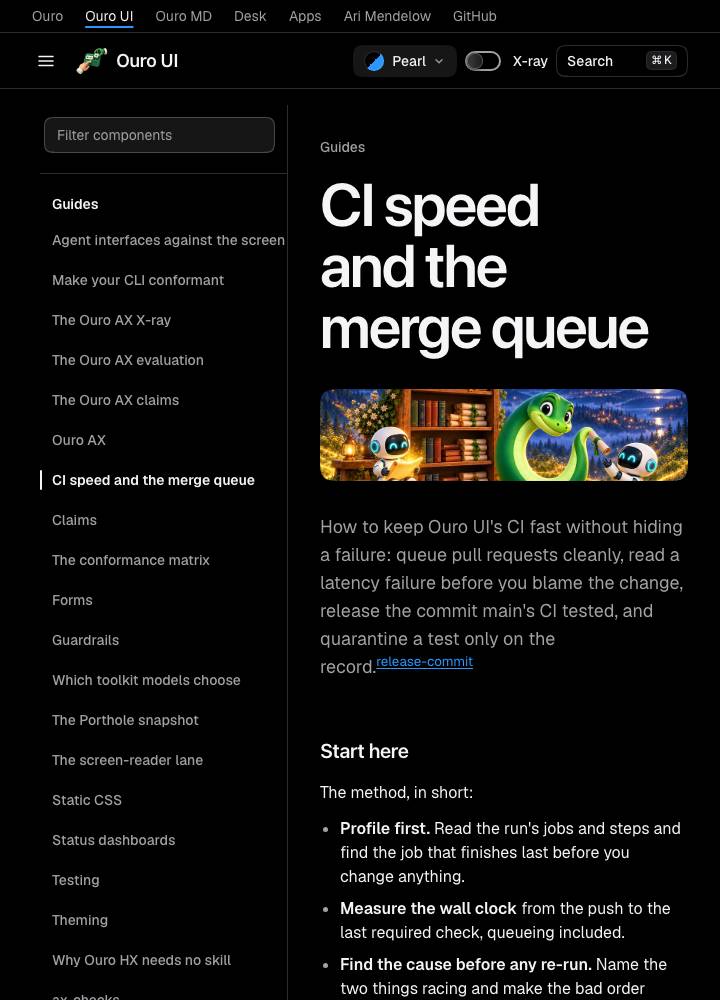 Ouro Ouro UI Ouro MD Desk Apps Ari Mendelow GitHub
Ouro UI Pearl X-ray Search ⌘ K
Filter components
Guides
Agent interfaces against the screen
Make your CLI conformant
The Ouro AX X-ray
The Ouro AX evaluation
The Ouro AX claims
Ouro AX
CI speed and the merge queue
Claims
The conformance matrix
Forms
Guardrails
Which toolkit models choose
The Porthole snapshot
The screen-reader lane
Static CSS
Status dashboards
Testing
Theming
Why Ouro HX needs no skill
ax-checks
Guides
CI speed
and the
merge queue
How to keep Ouro UI's CI fast without hiding
a failure: queue pull requests cleanly, read a
latency failure before you blame the change,
release the commit main's CI tested, and
quarantine a test only on the
record.release-commit
Start here
The method, in short:
• Profile first. Read the run's jobs and steps and
find the job that finishes last before you
change anything.
• Measure the wall clock from the push to the
last required check, queueing included.
• Find the cause before any re-run. Name the
two things racing and make the bad order